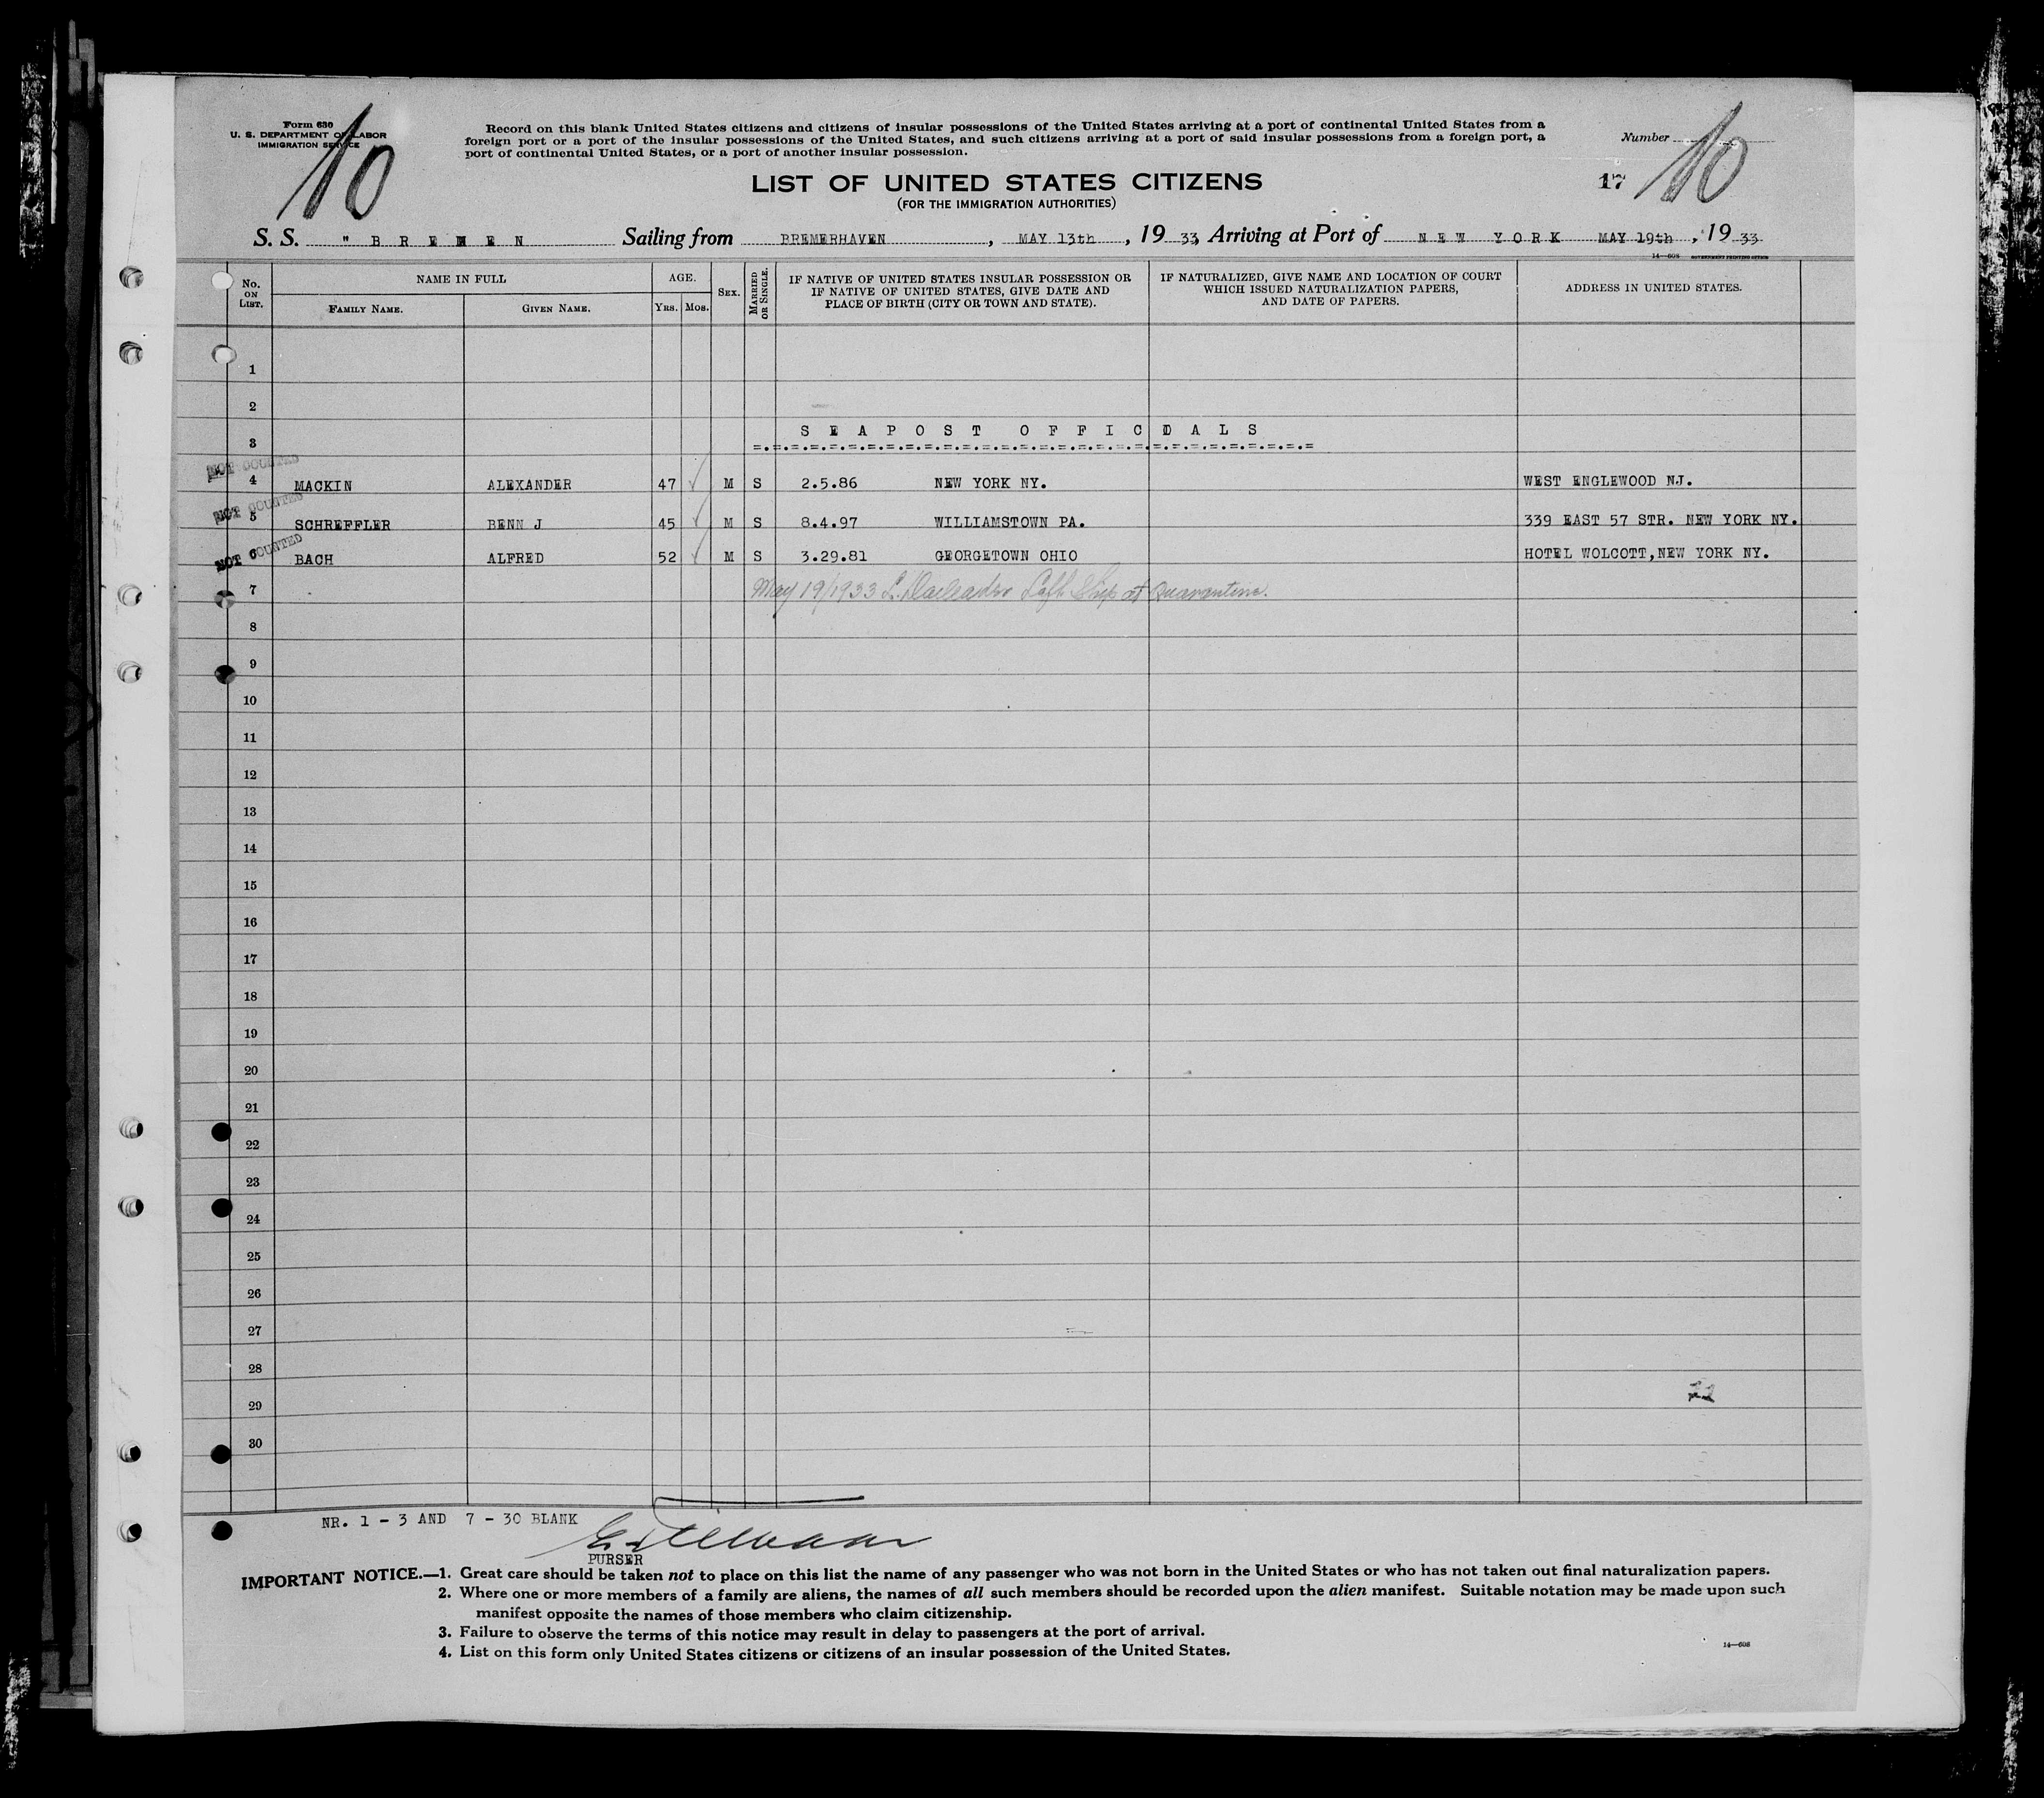 Form 630
U. S. DEPARTMENT OF LABOR
IMMIGRATION SERVICE
10
Record on this blank United States citizens and citizens of insular possessions of the United States arriving at a port of continental United States from a
foreign port or a port of the insular possessions of the United States, and such citizens arriving at a port of said insular possessions from a foreign port, a
port of continental United States, or a port of another insular possession.
Number
10
17
LIST OF UNITED STATES CITIZENS
(FOR THE IMMIGRATION AUTHORITIES)
S. S. " B R E M E N Sailing from BREMERHAVEN, MAY 13th, 19 33, Arriving at Port of N E W Y O R K MAY 19th, 19 33
14—608 GOVERNMENT PRINTING OFFICE
No. ON LIST.
NAME IN FULL
FAMILY NAME. GIVEN NAME.
AGE.
YRS. MOS.
SEX.
MARRIED OR SINGLE.
IF NATIVE OF UNITED STATES INSULAR POSSESSION OR
IF NATIVE OF UNITED STATES, GIVE DATE AND
PLACE OF BIRTH (CITY OR TOWN AND STATE).
IF NATURALIZED, GIVE NAME AND LOCATION OF COURT
WHICH ISSUED NATURALIZATION PAPERS,
AND DATE OF PAPERS.
ADDRESS IN UNITED STATES.
1
2
3 S E A P O S T O F F I C I A L S
NOT COUNTED
4 MACKIN ALEXANDER 47 ✓ M S 2.5.86 NEW YORK NY. WEST ENGLEWOOD NJ.
NOT COUNTED
5 SCHREFFLER BENN J 45 ✓ M S 8.4.97 WILLIAMSTOWN PA. 339 EAST 57 STR. NEW YORK NY.
NOT COUNTED
6 BACH ALFRED 52 ✓ M S 3.29.81 GEORGETOWN OHIO HOTEL WOLCOTT,NEW YORK NY.
7 May 19/1933 Left Ship at Quarantine.
8
9
10
11
12
13
14
15
16
17
18
19
20
21
22
23
24
25
26
27
28
29
30
NR. 1 - 3 AND 7 - 30 BLANK
PURSER
IMPORTANT NOTICE.—1. Great care should be taken not to place on this list the name of any passenger who was not born in the United States or who has not taken out final naturalization papers.
2. Where one or more members of a family are aliens, the names of all such members should be recorded upon the alien manifest. Suitable notation may be made upon such
manifest opposite the names of those members who claim citizenship.
3. Failure to observe the terms of this notice may result in delay to passengers at the port of arrival.
4. List on this form only United States citizens or citizens of an insular possession of the United States.
14—608